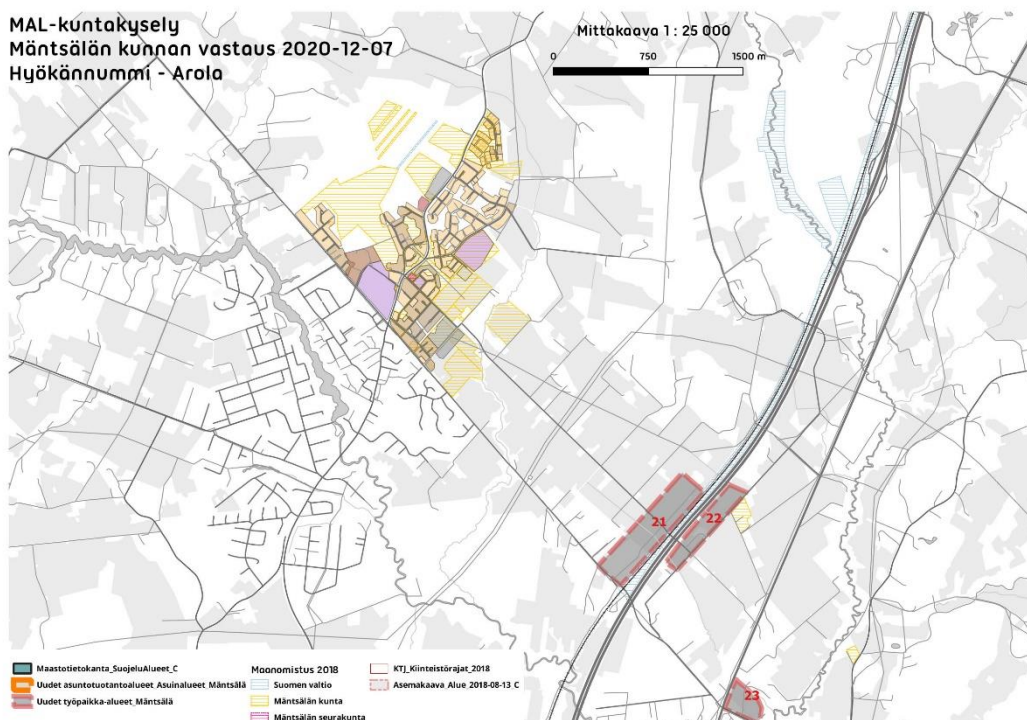 MAL-kuntakysely
Mäntsälän kunnan vastaus 2020-12-07
Hyökännummi - Arola
Mittakaava 1 : 25 000
0 750 1500 m
21
22
23
Maastotietokanta_SuojeluAlueet_C
Uudet asuntotuotantoalueet_Asuinalueet_Mäntsälä
Uudet työpaikka-alueet_Mäntsälä
Maanomistus 2018
Suomen valtio
Mäntsälän kunta
Mäntsälän seurakunta
KTJ_Kiinteistörajat_2018
Asemakaava_Alue_2018-08-13_C